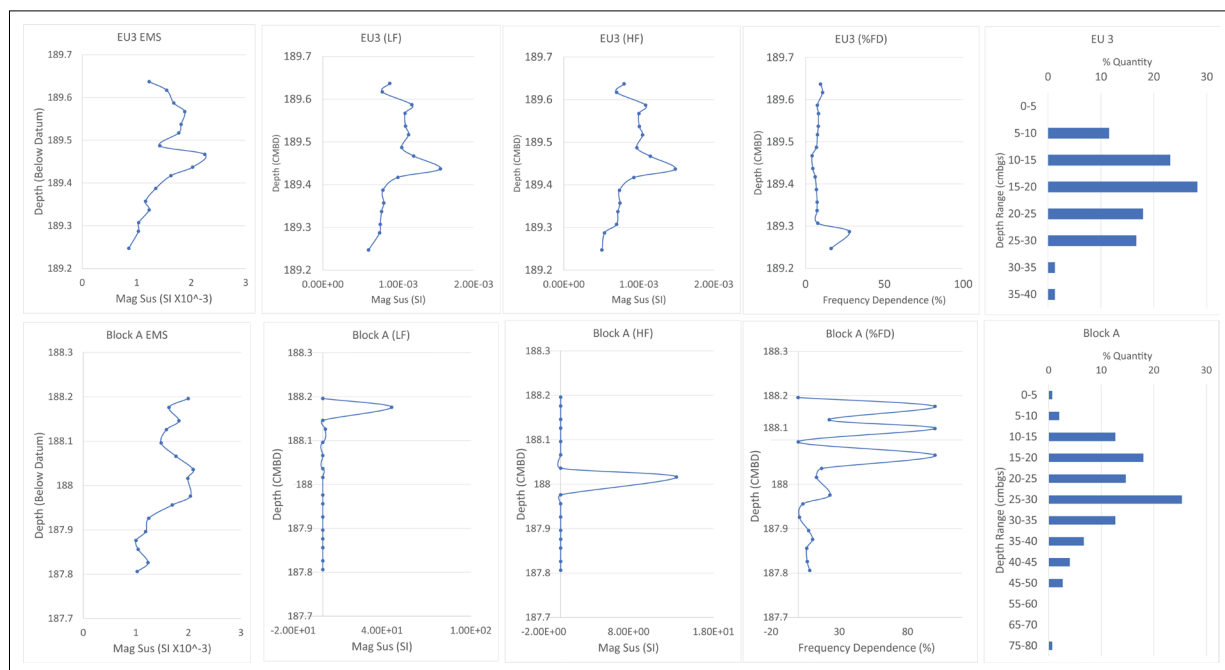 EU3 EMS
Depth (Below Datum)
189.7
189.6
189.5
189.4
189.3
189.2
0 1 2 3
Mag Sus (SI X10^-3)
EU3 (LF)
Depth (CMBD)
189.7
189.6
189.5
189.4
189.3
189.2
0.00E+00 1.00E-03 2.00E-03
Mag Sus (SI)
EU3 (HF)
Depth (CMBD)
189.7
189.6
189.5
189.4
189.3
189.2
0.00E+00 1.00E-03 2.00E-03
Mag Sus (SI)
EU3 (%FD)
Depth (CMBD)
189.7
189.6
189.5
189.4
189.3
189.2
0 50 100
Frequency Dependence (%)
EU 3
% Quantity
0 10 20 30
Depth Range (cmbgs)
0-5
5-10
10-15
15-20
20-25
25-30
30-35
35-40
Block A EMS
Depth (Below Datum)
188.3
188.2
188.1
188
187.9
187.8
187.7
0 1 2 3
Mag Sus (SI X10^-3)
Block A (LF)
Depth (CMBD)
188.3
188.2
188.1
188
187.9
187.8
187.7
-2.00E+01 4.00E+01 1.00E+02
Mag Sus (SI)
Block A (HF)
Depth (CMBD)
188.3
188.2
188.1
188
187.9
187.8
187.7
-2.00E+00 8.00E+00 1.80E+01
Mag Sus (SI)
Block A (%FD)
Depth (CMBD)
188.3
188.2
188.1
188
187.9
187.8
187.7
-20 30 80
Frequency Dependence (%)
Block A
% Quantity
0 10 20 30
Depth Range (cmbgs)
0-5
5-10
10-15
15-20
20-25
25-30
30-35
35-40
40-45
45-50
55-60
65-70
75-80